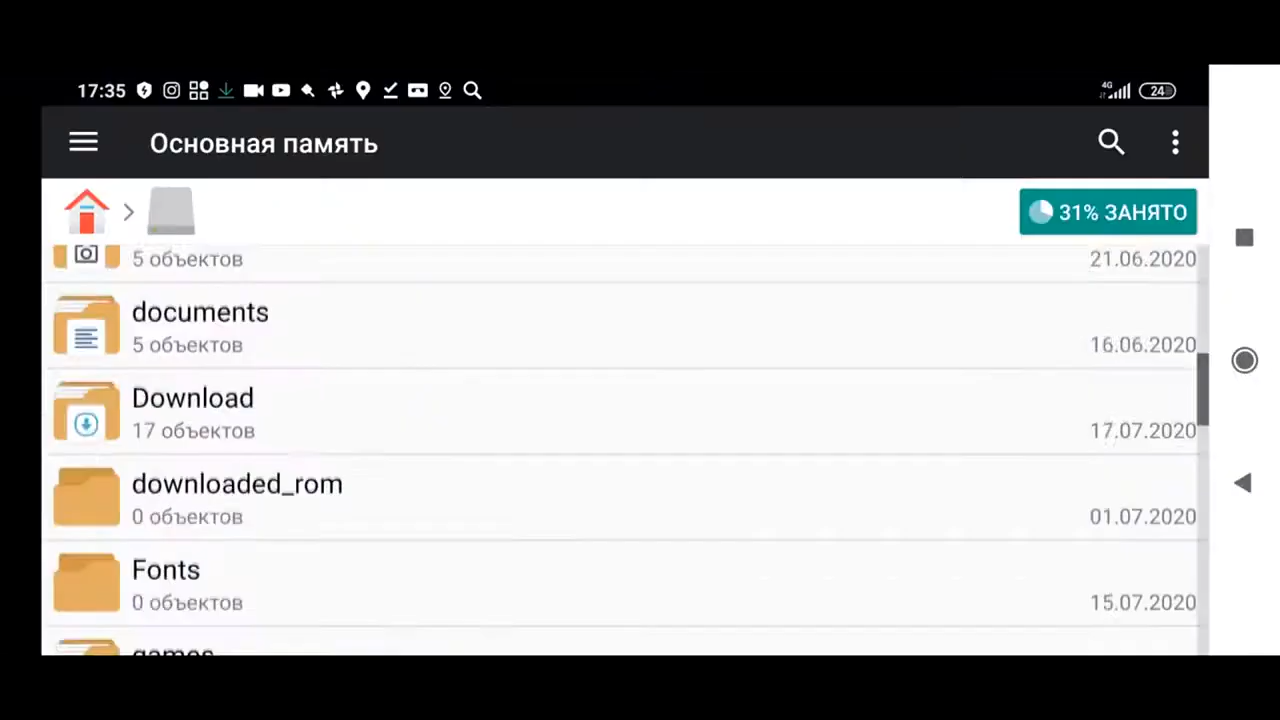 17:35
4G
24
Основная память
31% ЗАНЯТО
5 объектов
21.06.2020
documents
5 объектов
16.06.2020
Download
17 объектов
17.07.2020
downloaded_rom
0 объектов
01.07.2020
Fonts
0 объектов
15.07.2020
games